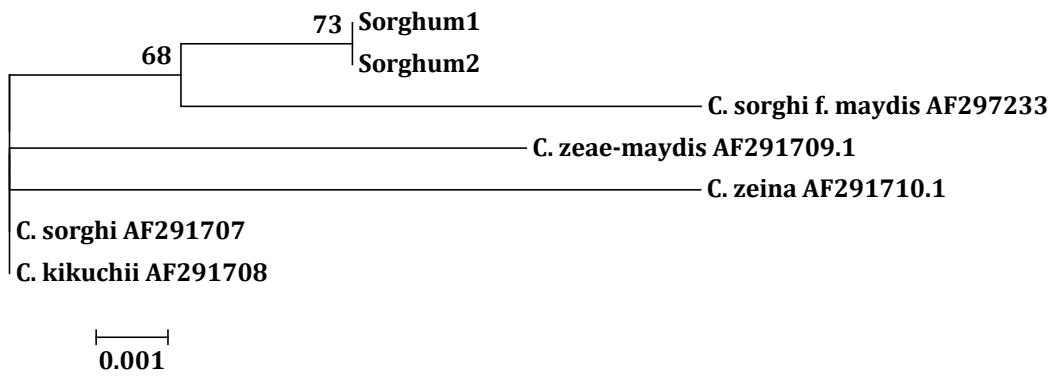 73 Sorghum1
68 Sorghum2
C. sorghi f. maydis AF297233
C. zeae-maydis AF291709.1
C. zeina AF291710.1
C. sorghi AF291707
C. kikuchii AF291708
0.001